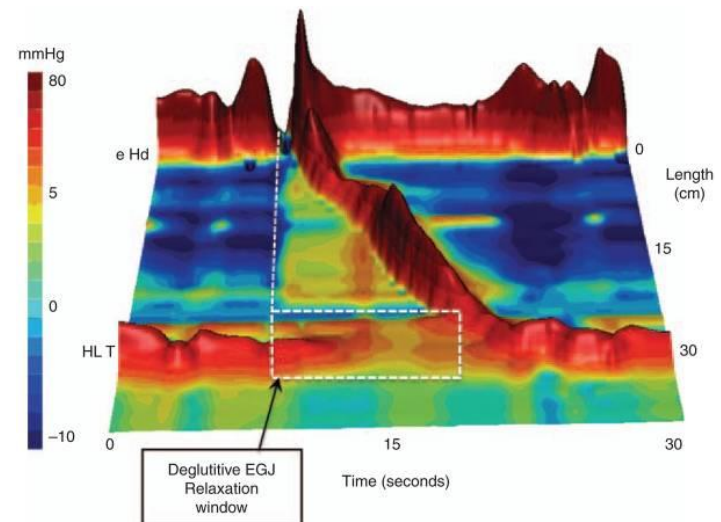 mmHg
80
5
0
−10
e Hd
HL T
0
Length
(cm)
15
30
0
15
30
Time (seconds)
Deglutitive EGJ
Relaxation
window